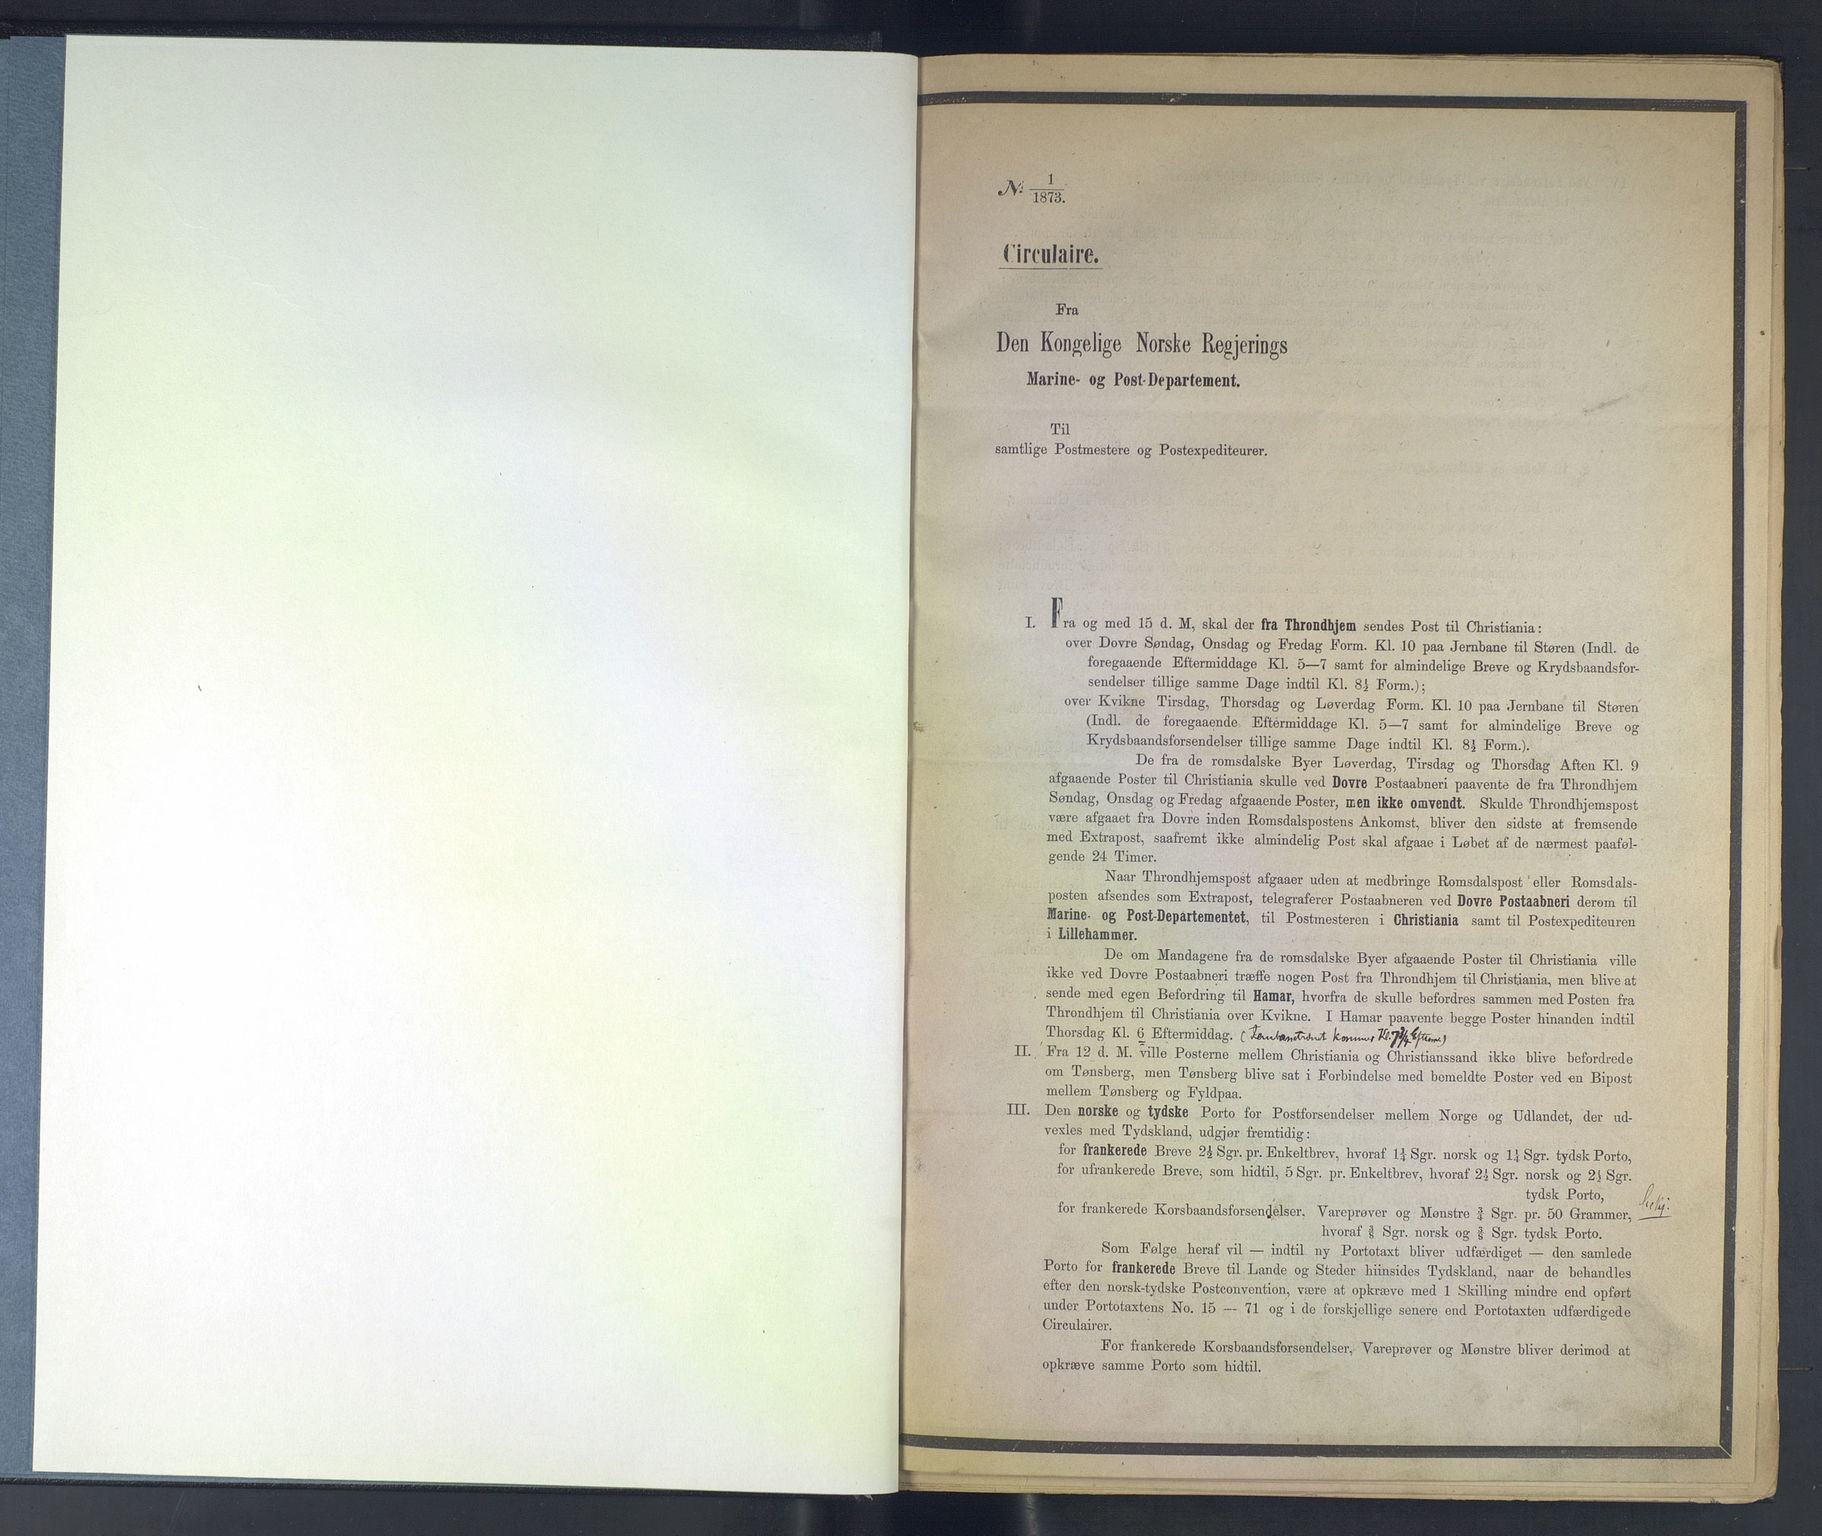 № 1/1873.
Circulaire.
Fra
Den Kongelige Norske Regjerings
Marine- og Post-Departement.
Til
samtlige Postmestere og Postexpediteurer.
I. Fra og med 15 d. M, skal der fra Throndhjem sendes Post til Christiania:
over Dovre Søndag, Onsdag og Fredag Form. Kl. 10 paa Jernbane til Støren (Indl. de
foregaaende Eftermiddage Kl. 5—7 samt for almindelige Breve og Krydsbaandsfor-
sendelser tillige samme Dage indtil Kl. 8½ Form.);
over Kvikne Tirsdag, Thorsdag og Løverdag Form. Kl. 10 paa Jernbane til Støren
(Indl. de foregaaende Eftermiddage Kl. 5—7 samt for almindelige Breve og
Krydsbaandsforsendelser tillige samme Dage indtil Kl. 8½ Form.).
De fra de romsdalske Byer Løverdag, Tirsdag og Thorsdag Aften Kl. 9
afgaaende Poster til Christiania skulle ved Dovre Postaabneri paavente de fra Throndhjem
Søndag, Onsdag og Fredag afgaaende Poster, men ikke omvendt. Skulde Throndhjemspost
være afgaaet fra Dovre inden Romsdalspostens Ankomst, bliver den sidste at fremsende
med Extrapost, saafremt ikke almindelig Post skal afgaae i Løbet af de nærmest paaføl-
gende 24 Timer.
Naar Throndhjemspost afgaaer uden at medbringe Romsdalspost eller Romsdals-
posten afsendes som Extrapost, telegraferer Postaabneren ved Dovre Postaabneri derom til
Marine- og Post-Departementet, til Postmesteren i Christiania samt til Postexpediteuren
i Lillehammer.
De om Mandagene fra de romsdalske Byer afgaaende Poster til Christiania ville
ikke ved Dovre Postaabneri træffe nogen Post fra Throndhjem til Christiania, men blive at
sende med egen Befordring til Hamar, hvorfra de skulle befordres sammen med Posten fra
Throndhjem til Christiania over Kvikne. I Hamar paavente begge Poster hinanden indtil
Thorsdag Kl. 6 Eftermiddag. (Jernbanetrænet kommer Kl. 7¾ Efterm)
II. Fra 12 d. M. ville Posterne mellem Christiania og Christianssand ikke blive befordrede
om Tønsberg, men Tønsberg blive sat i Forbindelse med bemeldte Poster ved en Bipost
mellem Tønsberg og Fyldpaa.
III. Den norske og tydske Porto for Postforsendelser mellem Norge og Udlandet, der ud-
vexles med Tydskland, udgjør fremtidig:
for frankerede Breve 2½ Sgr. pr. Enkeltbrev, hvoraf 1¼ Sgr. norsk og 1¼ Sgr. tydsk Porto,
for ufrankerede Breve, som hidtil, 5 Sgr. pr. Enkeltbrev, hvoraf 2½ Sgr. norsk og 2½ Sgr.
tydsk Porto,
for frankerede Korsbaandsforsendelser, Vareprøver og Mønstre ¾ Sgr. pr. 50 Grammer,
hvoraf ⅜ Sgr. norsk og ⅜ Sgr. tydsk Porto.
Som Følge heraf vil — indtil ny Portotaxt bliver udfærdiget — den samlede
Porto for frankerede Breve til Lande og Steder hiinsides Tydskland, naar de behandles
efter den norsk-tydske Postconvention, være at opkræve med 1 Skilling mindre end opført
under Portotaxtens No. 15 — 71 og i de forskjellige senere end Portotaxten udfærdigede
Circulairer.
For frankerede Korsbaandsforsendelser, Vareprøver og Mønstre bliver derimod at
opkræve samme Porto som hidtil.